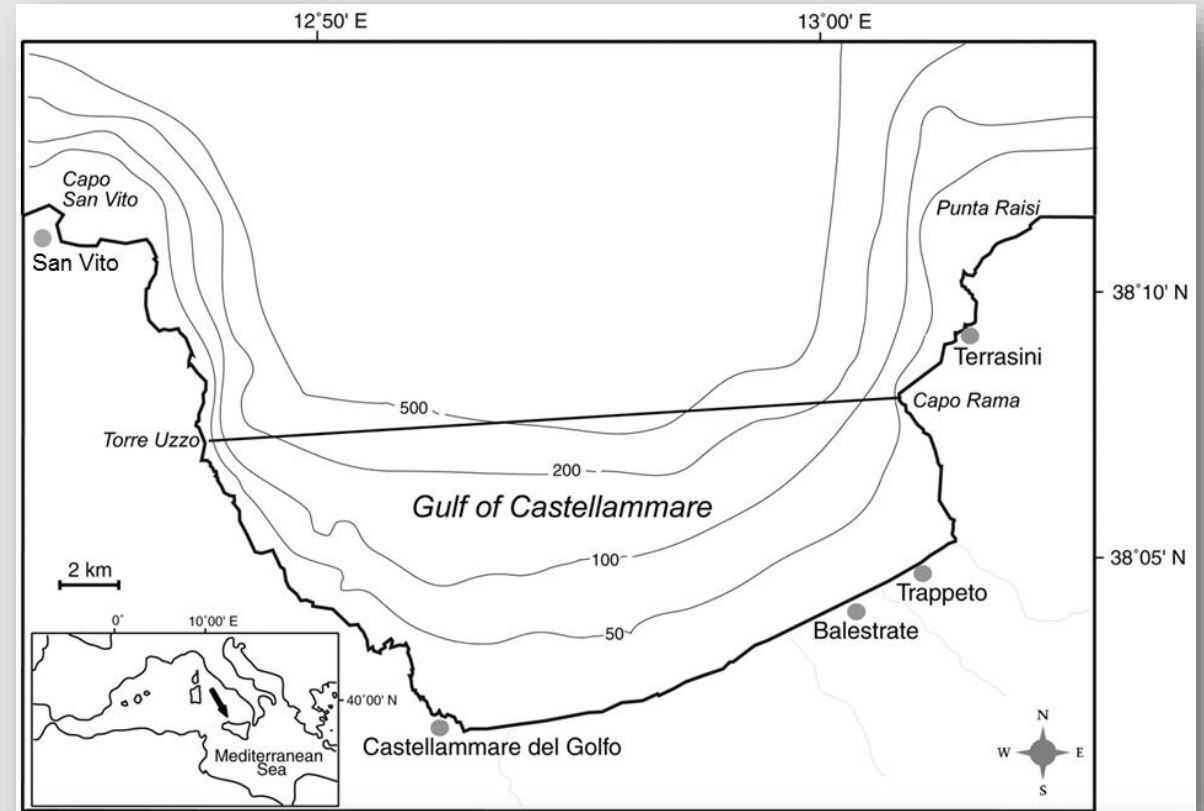 12˚50' E
13˚00' E
Capo
San Vito
San Vito
Punta Raisi
38˚10' N
Terrasini
500
Capo Rama
Torre Uzzo
200
Gulf of Castellammare
100
38˚05' N
2 km
Trappeto
50
Balestrate
0˚
10˚00' E
40˚00' N
Mediterranean
Sea
Castellammare del Golfo
N
W
E
S